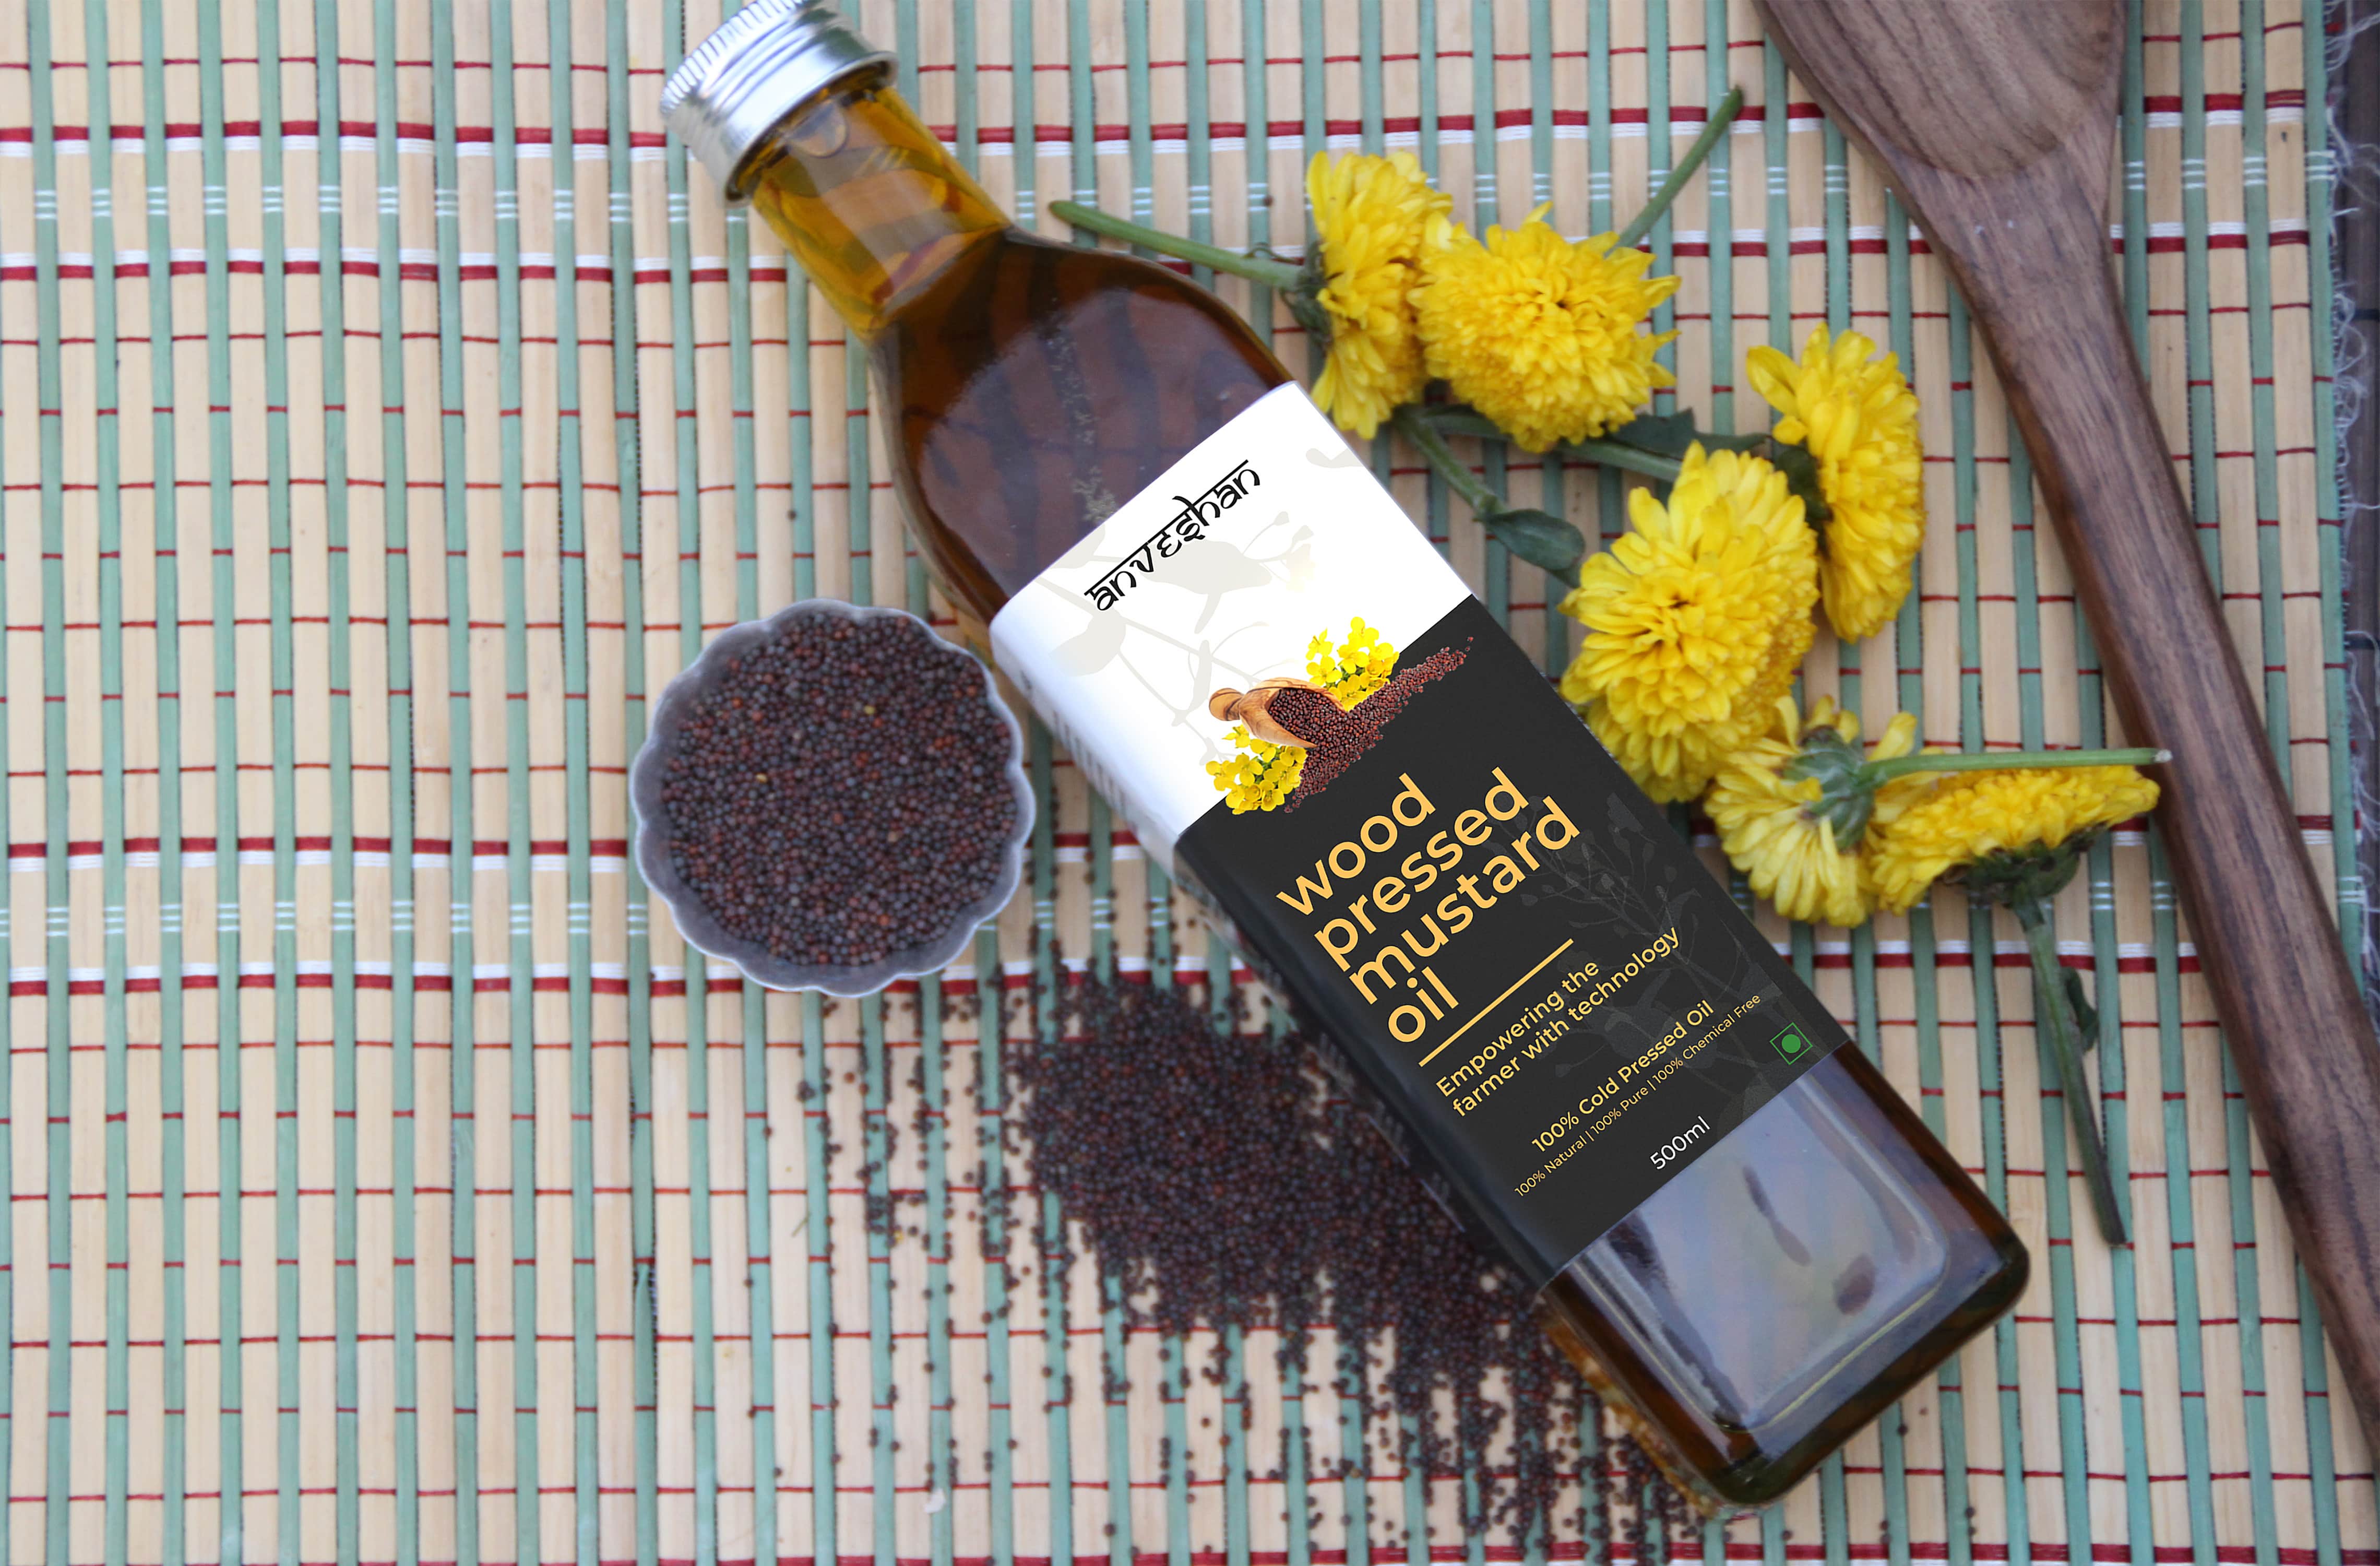 anveshan
wood
pressed
mustard
oil
Empowering the
farmer with technology
100% Cold Pressed Oil
100% Natural | 100% Pure | 100% Chemical Free
500ml